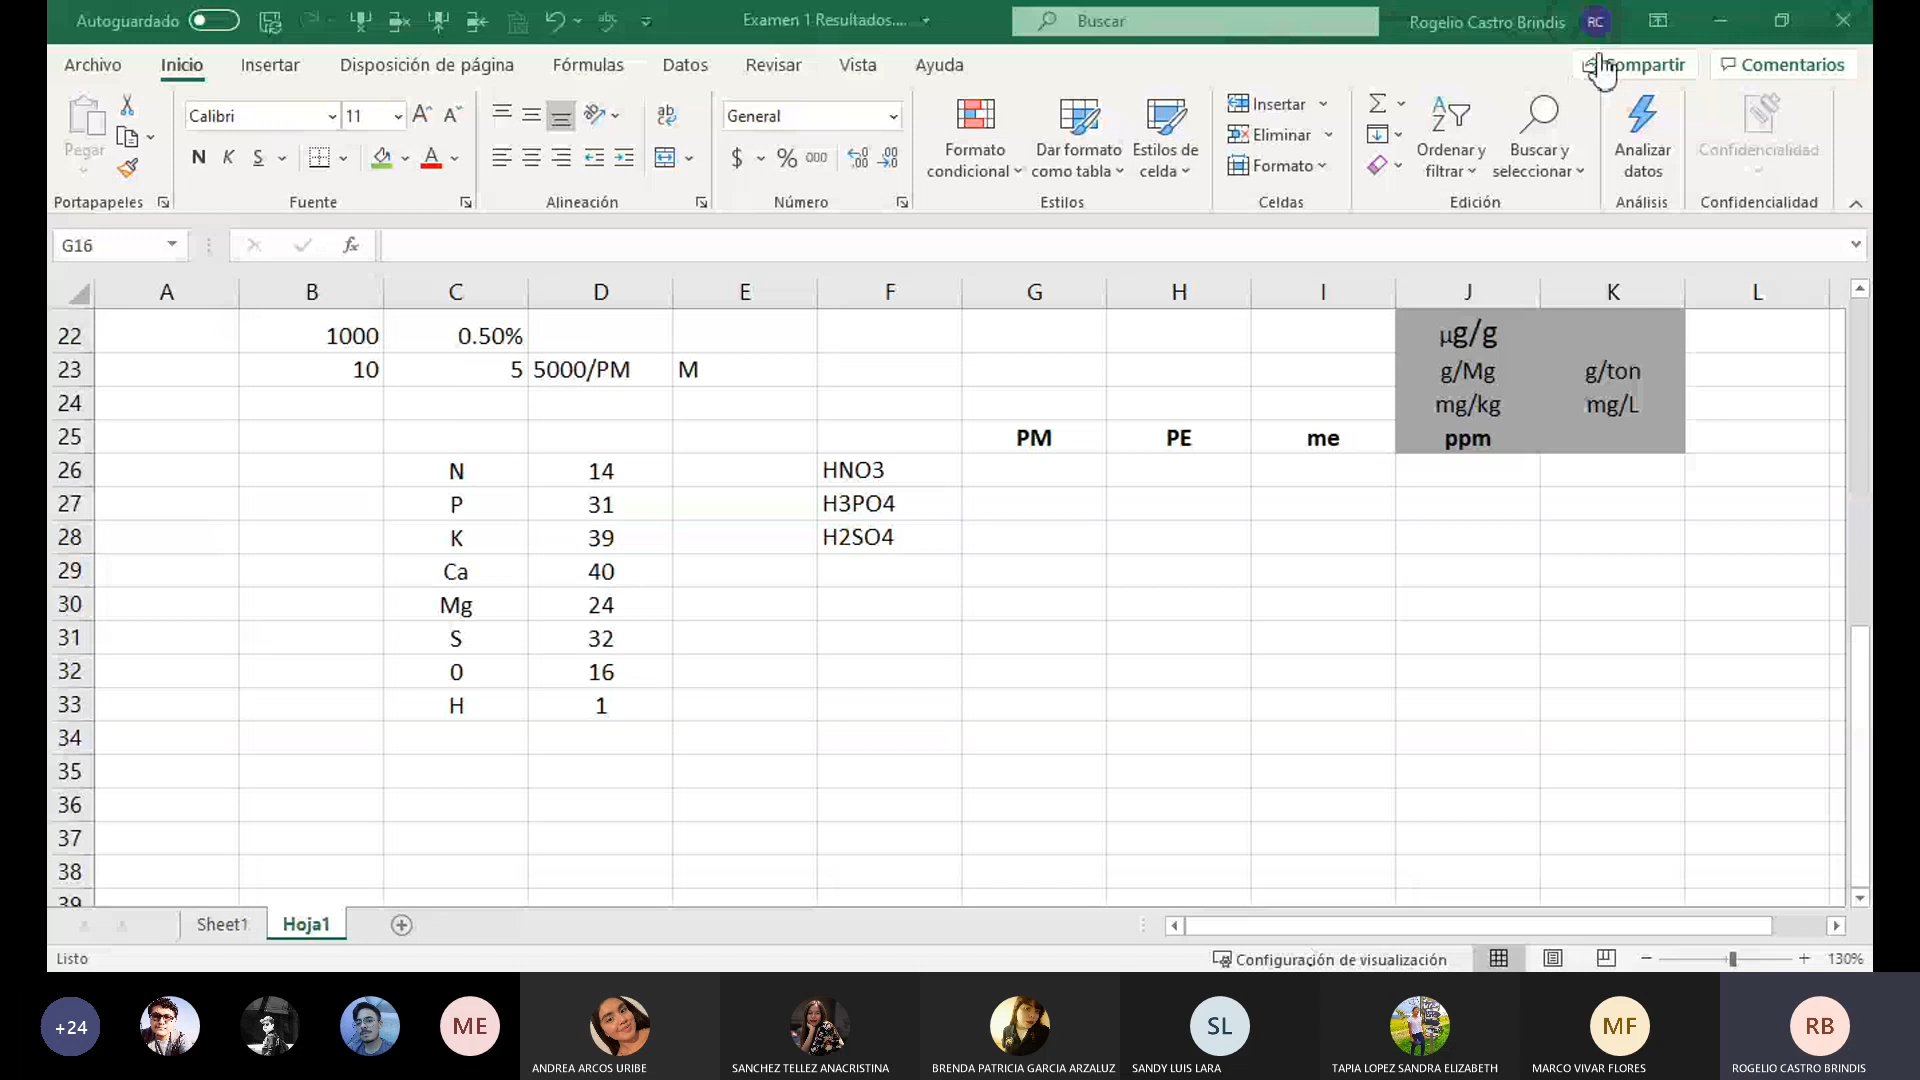 Autoguardado
Examen 1 Resultados....
Buscar
Rogelio Castro Brindis
RC
Archivo Inicio Insertar Disposición de página Fórmulas Datos Revisar Vista Ayuda
Compartir
Comentarios
Pegar
Calibri 11
N K S
General
$ % 000
Formato condicional
Dar formato como tabla
Estilos de celda
Insertar
Eliminar
Formato
Ordenar y filtrar
Buscar y seleccionar
Analizar datos
Confidencialidad
Portapapeles Fuente Alineación Número Estilos Celdas Edición Análisis Confidencialidad
G16 fx
A B C D E F G H I J K L
22 1000 0.50% µg/g
23 10 5 5000/PM M g/Mg g/ton
24 mg/kg mg/L
25 PM PE me ppm
26 N 14 HNO3
27 P 31 H3PO4
28 K 39 H2SO4
29 Ca 40
30 Mg 24
31 S 32
32 0 16
33 H 1
34
35
36
37
38
39
Sheet1 Hoja1
Listo
Configuración de visualización
130%
+24
ME
SL
MF
RB
ANDREA ARCOS URIBE
SANCHEZ TELLEZ ANACRISTINA
BRENDA PATRICIA GARCIA ARZALUZ
SANDY LUIS LARA
TAPIA LOPEZ SANDRA ELIZABETH
MARCO VIVAR FLORES
ROGELIO CASTRO BRINDIS